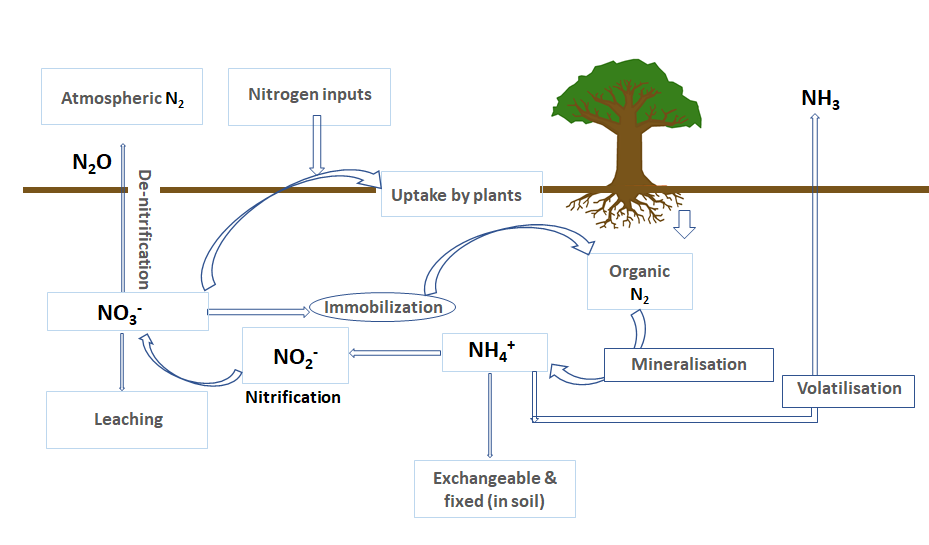 Atmospheric N₂
Nitrogen inputs
NH₃
N₂O
De-nitrification
Uptake by plants
Organic
N₂
NO₃⁻
Immobilization
NO₂⁻
NH₄⁺
Mineralisation
Nitrification
Volatilisation
Leaching
Exchangeable &
fixed (in soil)